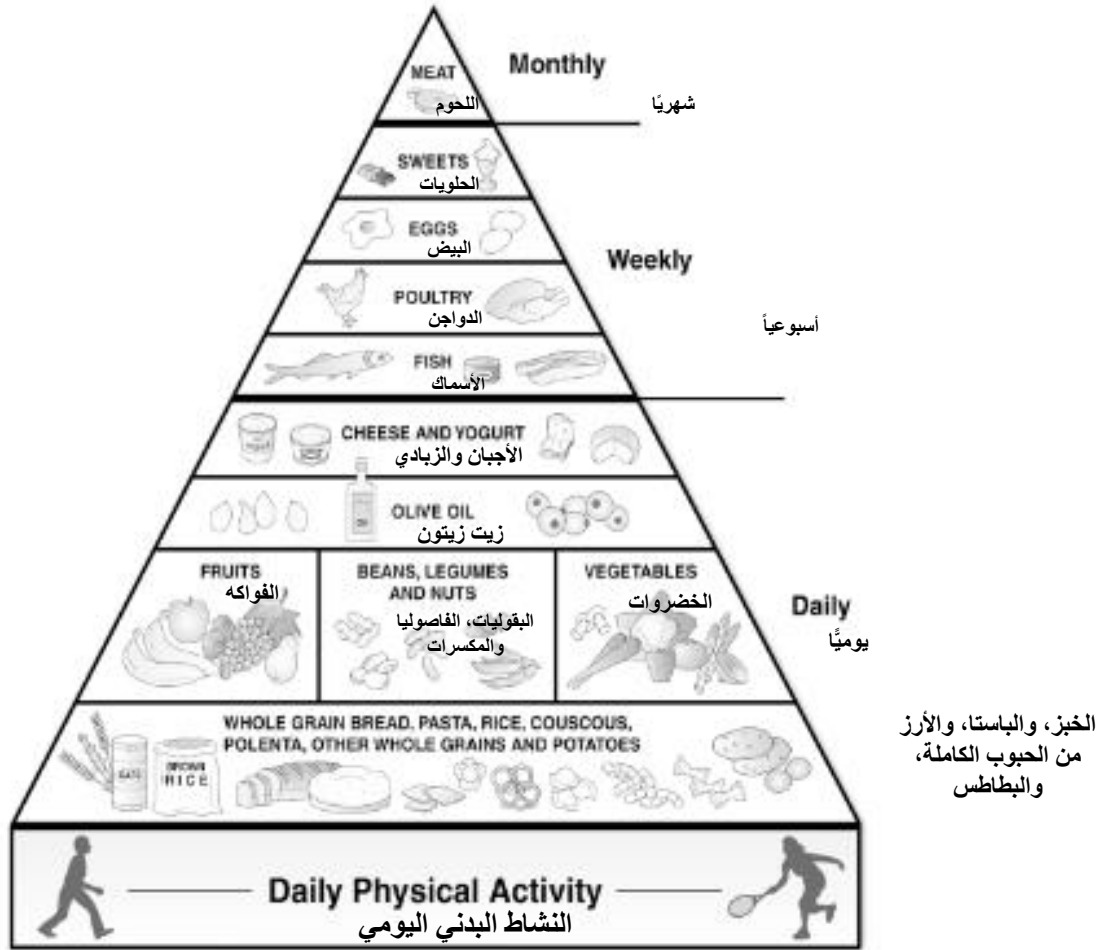 MEAT
اللحوم
Monthly
شهريًا
SWEETS
الحلويات
EGGS
البيض
Weekly
POULTRY
الدواجن
أسبوعياً
FISH
الأسماك
CHEESE AND YOGURT
الأجبان والزبادي
OLIVE OIL
زيت زيتون
FRUITS
الفواكه
BEANS, LEGUMES
AND NUTS
البقوليات، الفاصوليا
والمكسرات
VEGETABLES
الخضروات
Daily
يوميًّا
WHOLE GRAIN BREAD, PASTA, RICE, COUSCOUS,
POLENTA, OTHER WHOLE GRAINS AND POTATOES
OATS
BROWN
RICE
الخبز، والباستا، والأرز
من الحبوب الكاملة،
والبطاطس
Daily Physical Activity
النشاط البدني اليومي